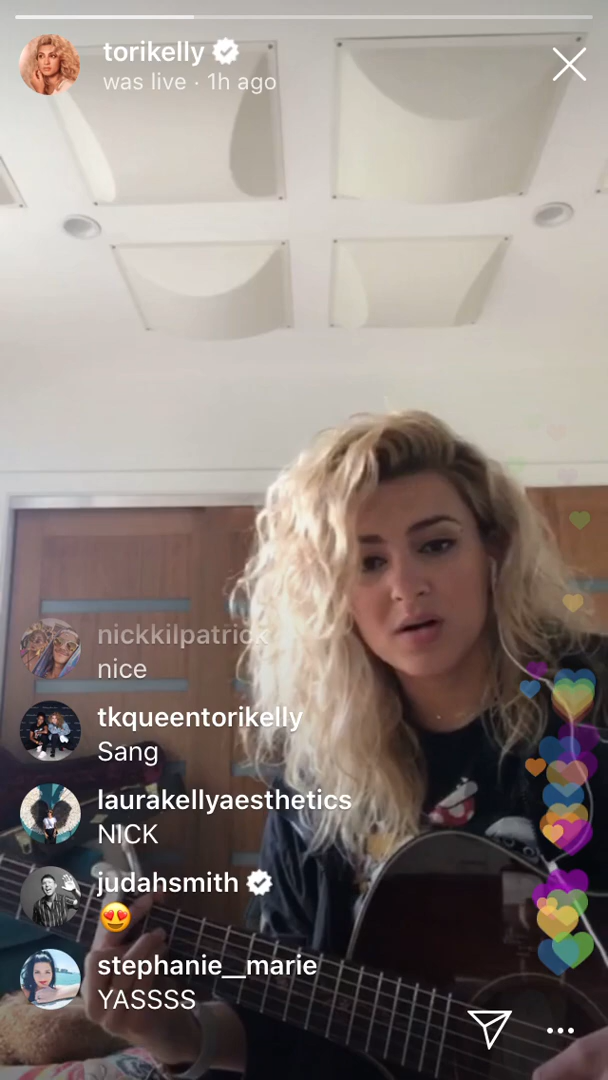 torikelly
was live · 1h ago
nickkilpatrick
nice
tkqueentorikelly
Sang
laurakellyaesthetics
NICK
judahsmith
😍
stephanie__marie
YASSSS